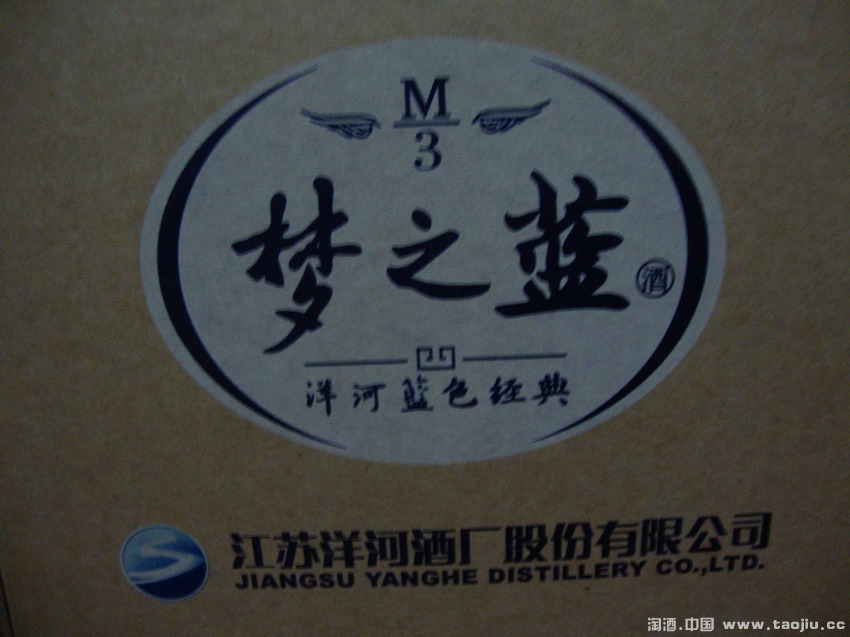 M
3
梦之蓝
酒
洋河蓝色经典
江苏洋河酒厂股份有限公司
JIANGSU YANGHE DISTILLERY CO.,LTD.
淘酒.中国 www.taojiu.cc